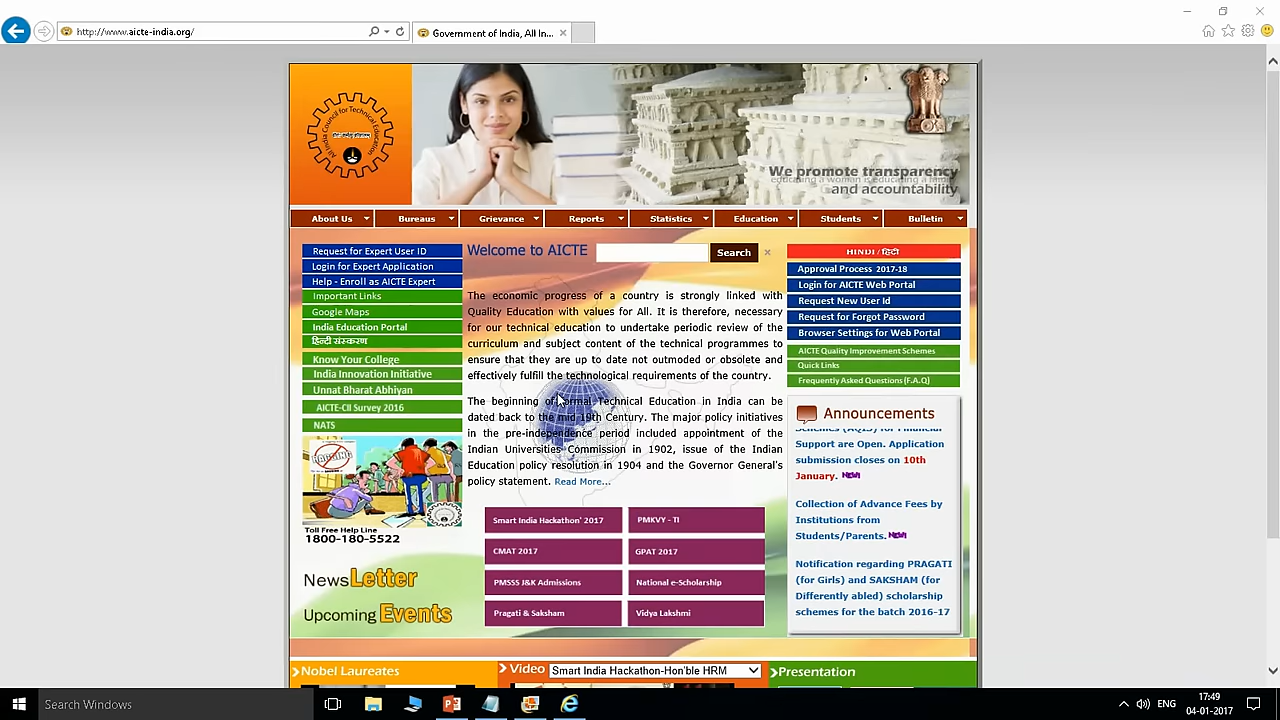 http://www.aicte-india.org/
Government of India, All In...
All India Council for Technical Education
We promote transparency
and accountability
About Us
Bureaus
Grievance
Reports
Statistics
Education
Students
Bulletin
Request for Expert User ID
Login for Expert Application
Help - Enroll as AICTE Expert
Important Links
Google Maps
India Education Portal
हिन्दी संस्करण
Know Your College
India Innovation Initiative
Unnat Bharat Abhiyan
AICTE-CII Survey 2016
NATS
Toll Free Help Line
1800-180-5522
NewsLetter
Upcoming Events
Welcome to AICTE
Search
The economic progress of a country is strongly linked with
Quality Education with values for All. It is therefore, necessary
for our technical education to undertake periodic review of the
curriculum and subject content of the technical programmes to
ensure that they are up to date not outmoded or obsolete and
effectively fulfill the technological requirements of the country.
The beginning of formal Technical Education in India can be
dated back to the mid 19th Century. The major policy initiatives
in the pre-independence period included appointment of the
Indian Universities Commission in 1902, issue of the Indian
Education policy resolution in 1904 and the Governor General's
policy statement. Read More...
Smart India Hackathon' 2017
PMKVY - TI
CMAT 2017
GPAT 2017
PMSSS J&K Admissions
National e-Scholarship
Pragati & Saksham
Vidya Lakshmi
HINDI / हिंदी
Approval Process 2017-18
Login for AICTE Web Portal
Request New User Id
Request for Forgot Password
Browser Settings for Web Portal
AICTE Quality Improvement Schemes
Quick Links
Frequently Asked Questions (F.A.Q)
Announcements
Schemes (AQIS) for Financial
Support are Open. Application
submission closes on 10th
January. NEW!
Collection of Advance Fees by
Institutions from
Students/Parents. NEW!
Notification regarding PRAGATI
(for Girls) and SAKSHAM (for
Differently abled) scholarship
schemes for the batch 2016-17
Nobel Laureates
Video
Smart India Hackathon-Hon'ble HRM
Presentation
Search Windows
ENG
17:49
04-01-2017